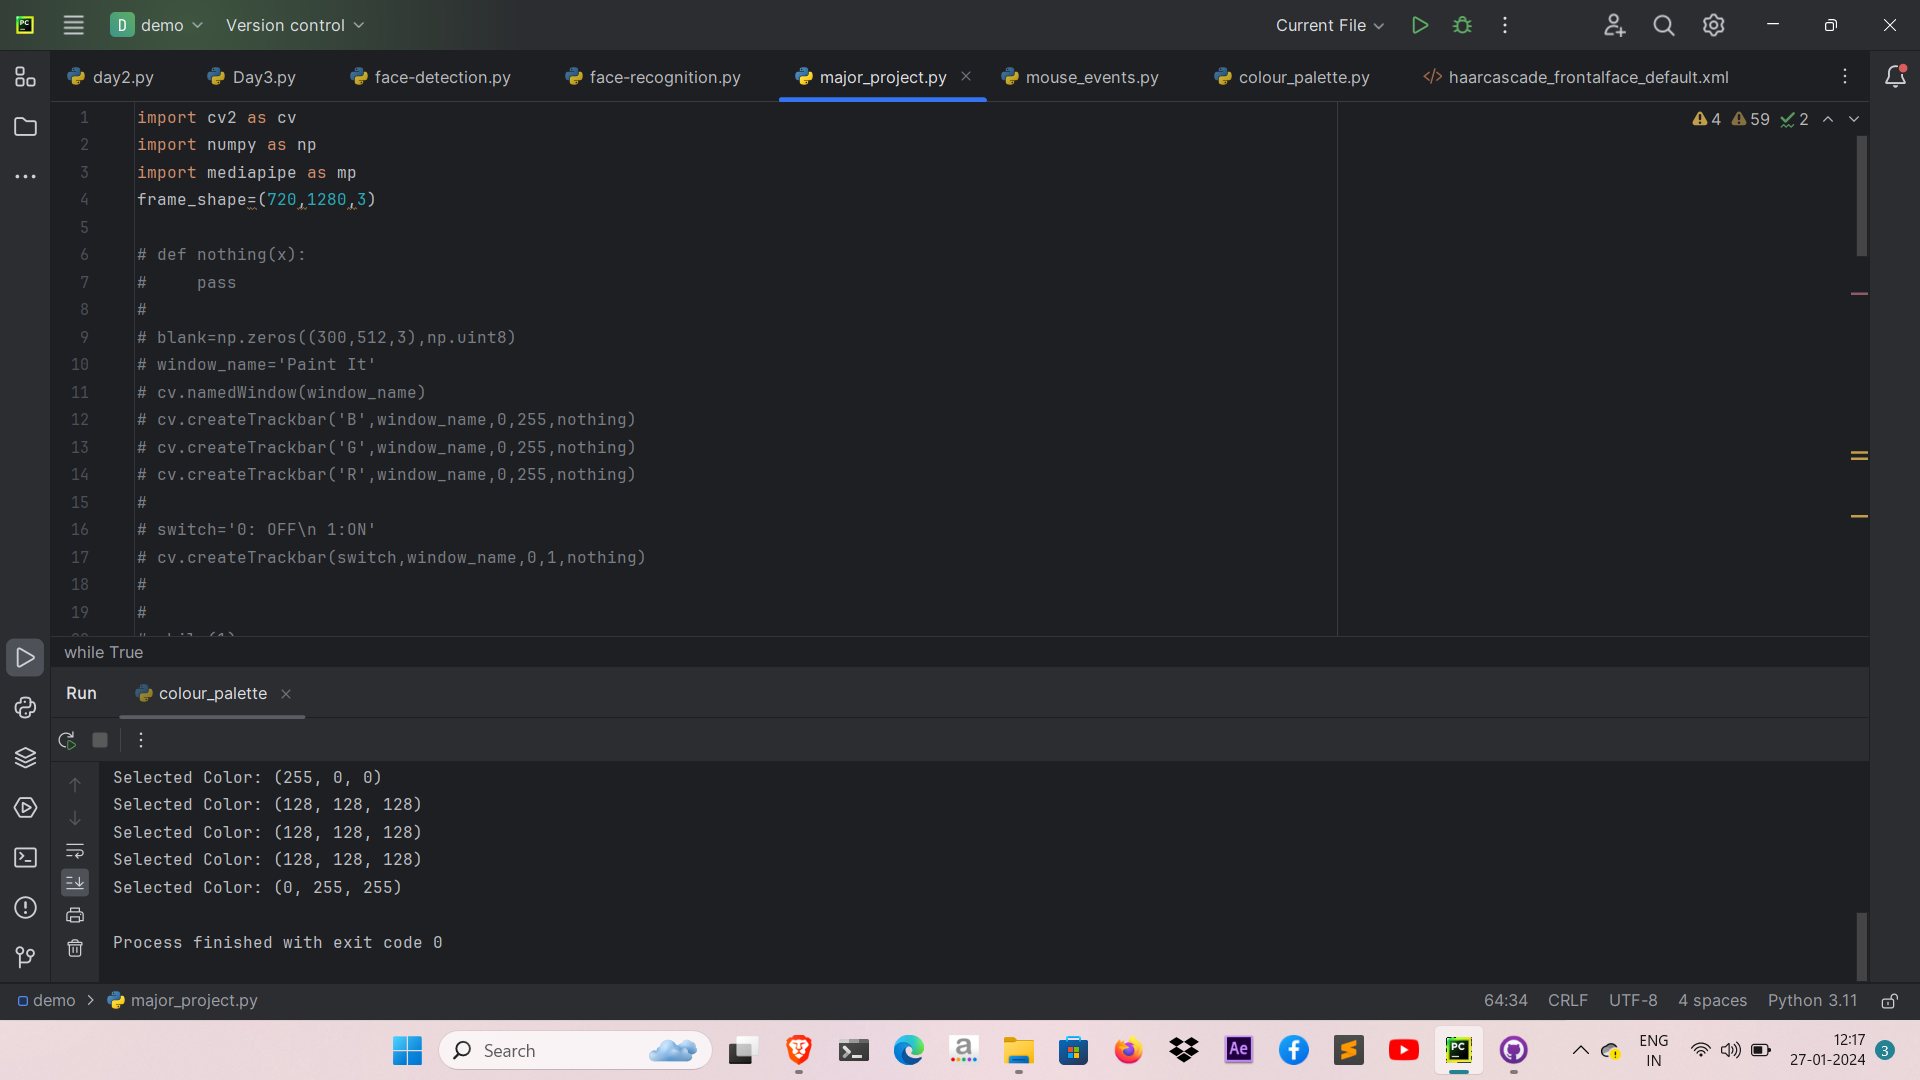 D demo Version control Current File
day2.py Day3.py face-detection.py face-recognition.py major_project.py mouse_events.py colour_palette.py </> haarcascade_frontalface_default.xml
4 59 2
1 import cv2 as cv
2 import numpy as np
3 import mediapipe as mp
4 frame_shape=(720,1280,3)
5
6 # def nothing(x):
7 #     pass
8 #
9 # blank=np.zeros((300,512,3),np.uint8)
10 # window_name='Paint It'
11 # cv.namedWindow(window_name)
12 # cv.createTrackbar('B',window_name,0,255,nothing)
13 # cv.createTrackbar('G',window_name,0,255,nothing)
14 # cv.createTrackbar('R',window_name,0,255,nothing)
15 #
16 # switch='0: OFF\n 1:ON'
17 # cv.createTrackbar(switch,window_name,0,1,nothing)
18 #
19 #
while True
Run colour_palette
Selected Color: (255, 0, 0)
Selected Color: (128, 128, 128)
Selected Color: (128, 128, 128)
Selected Color: (128, 128, 128)
Selected Color: (0, 255, 255)
Process finished with exit code 0
demo > major_project.py 64:34 CRLF UTF-8 4 spaces Python 3.11
Search ENG 12:17
IN 27-01-2024 3